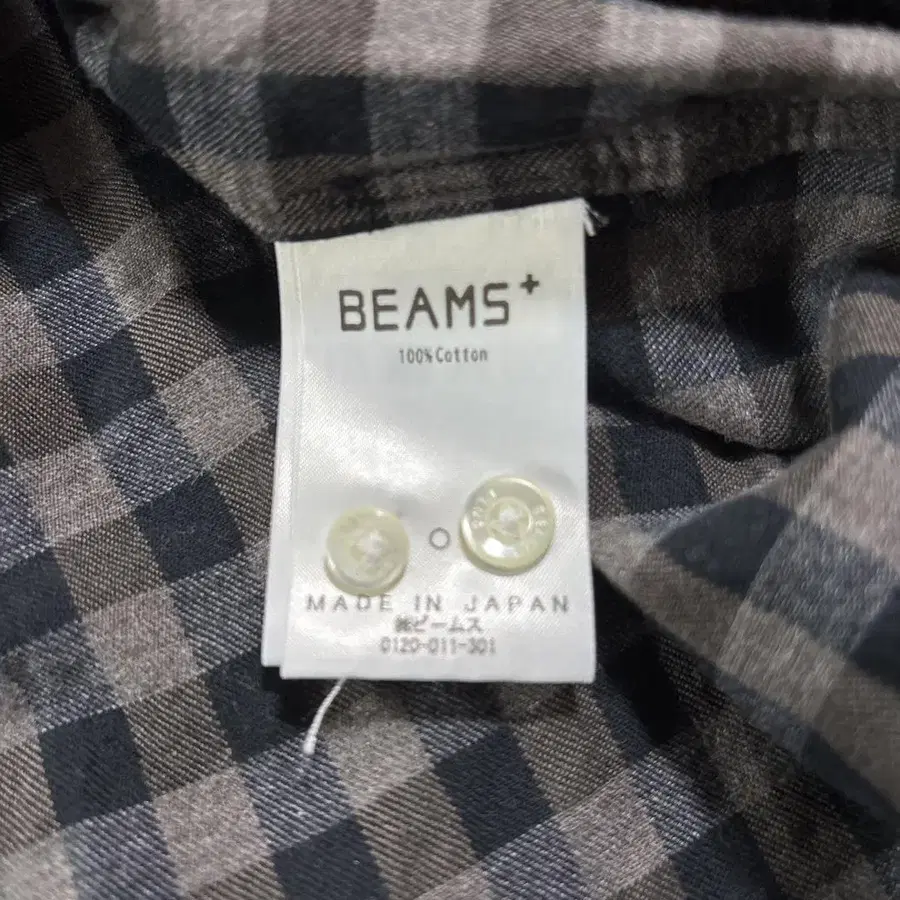 BEAMS+
100% Cotton
MADE IN JAPAN
㈱ビームス
0120-011-301